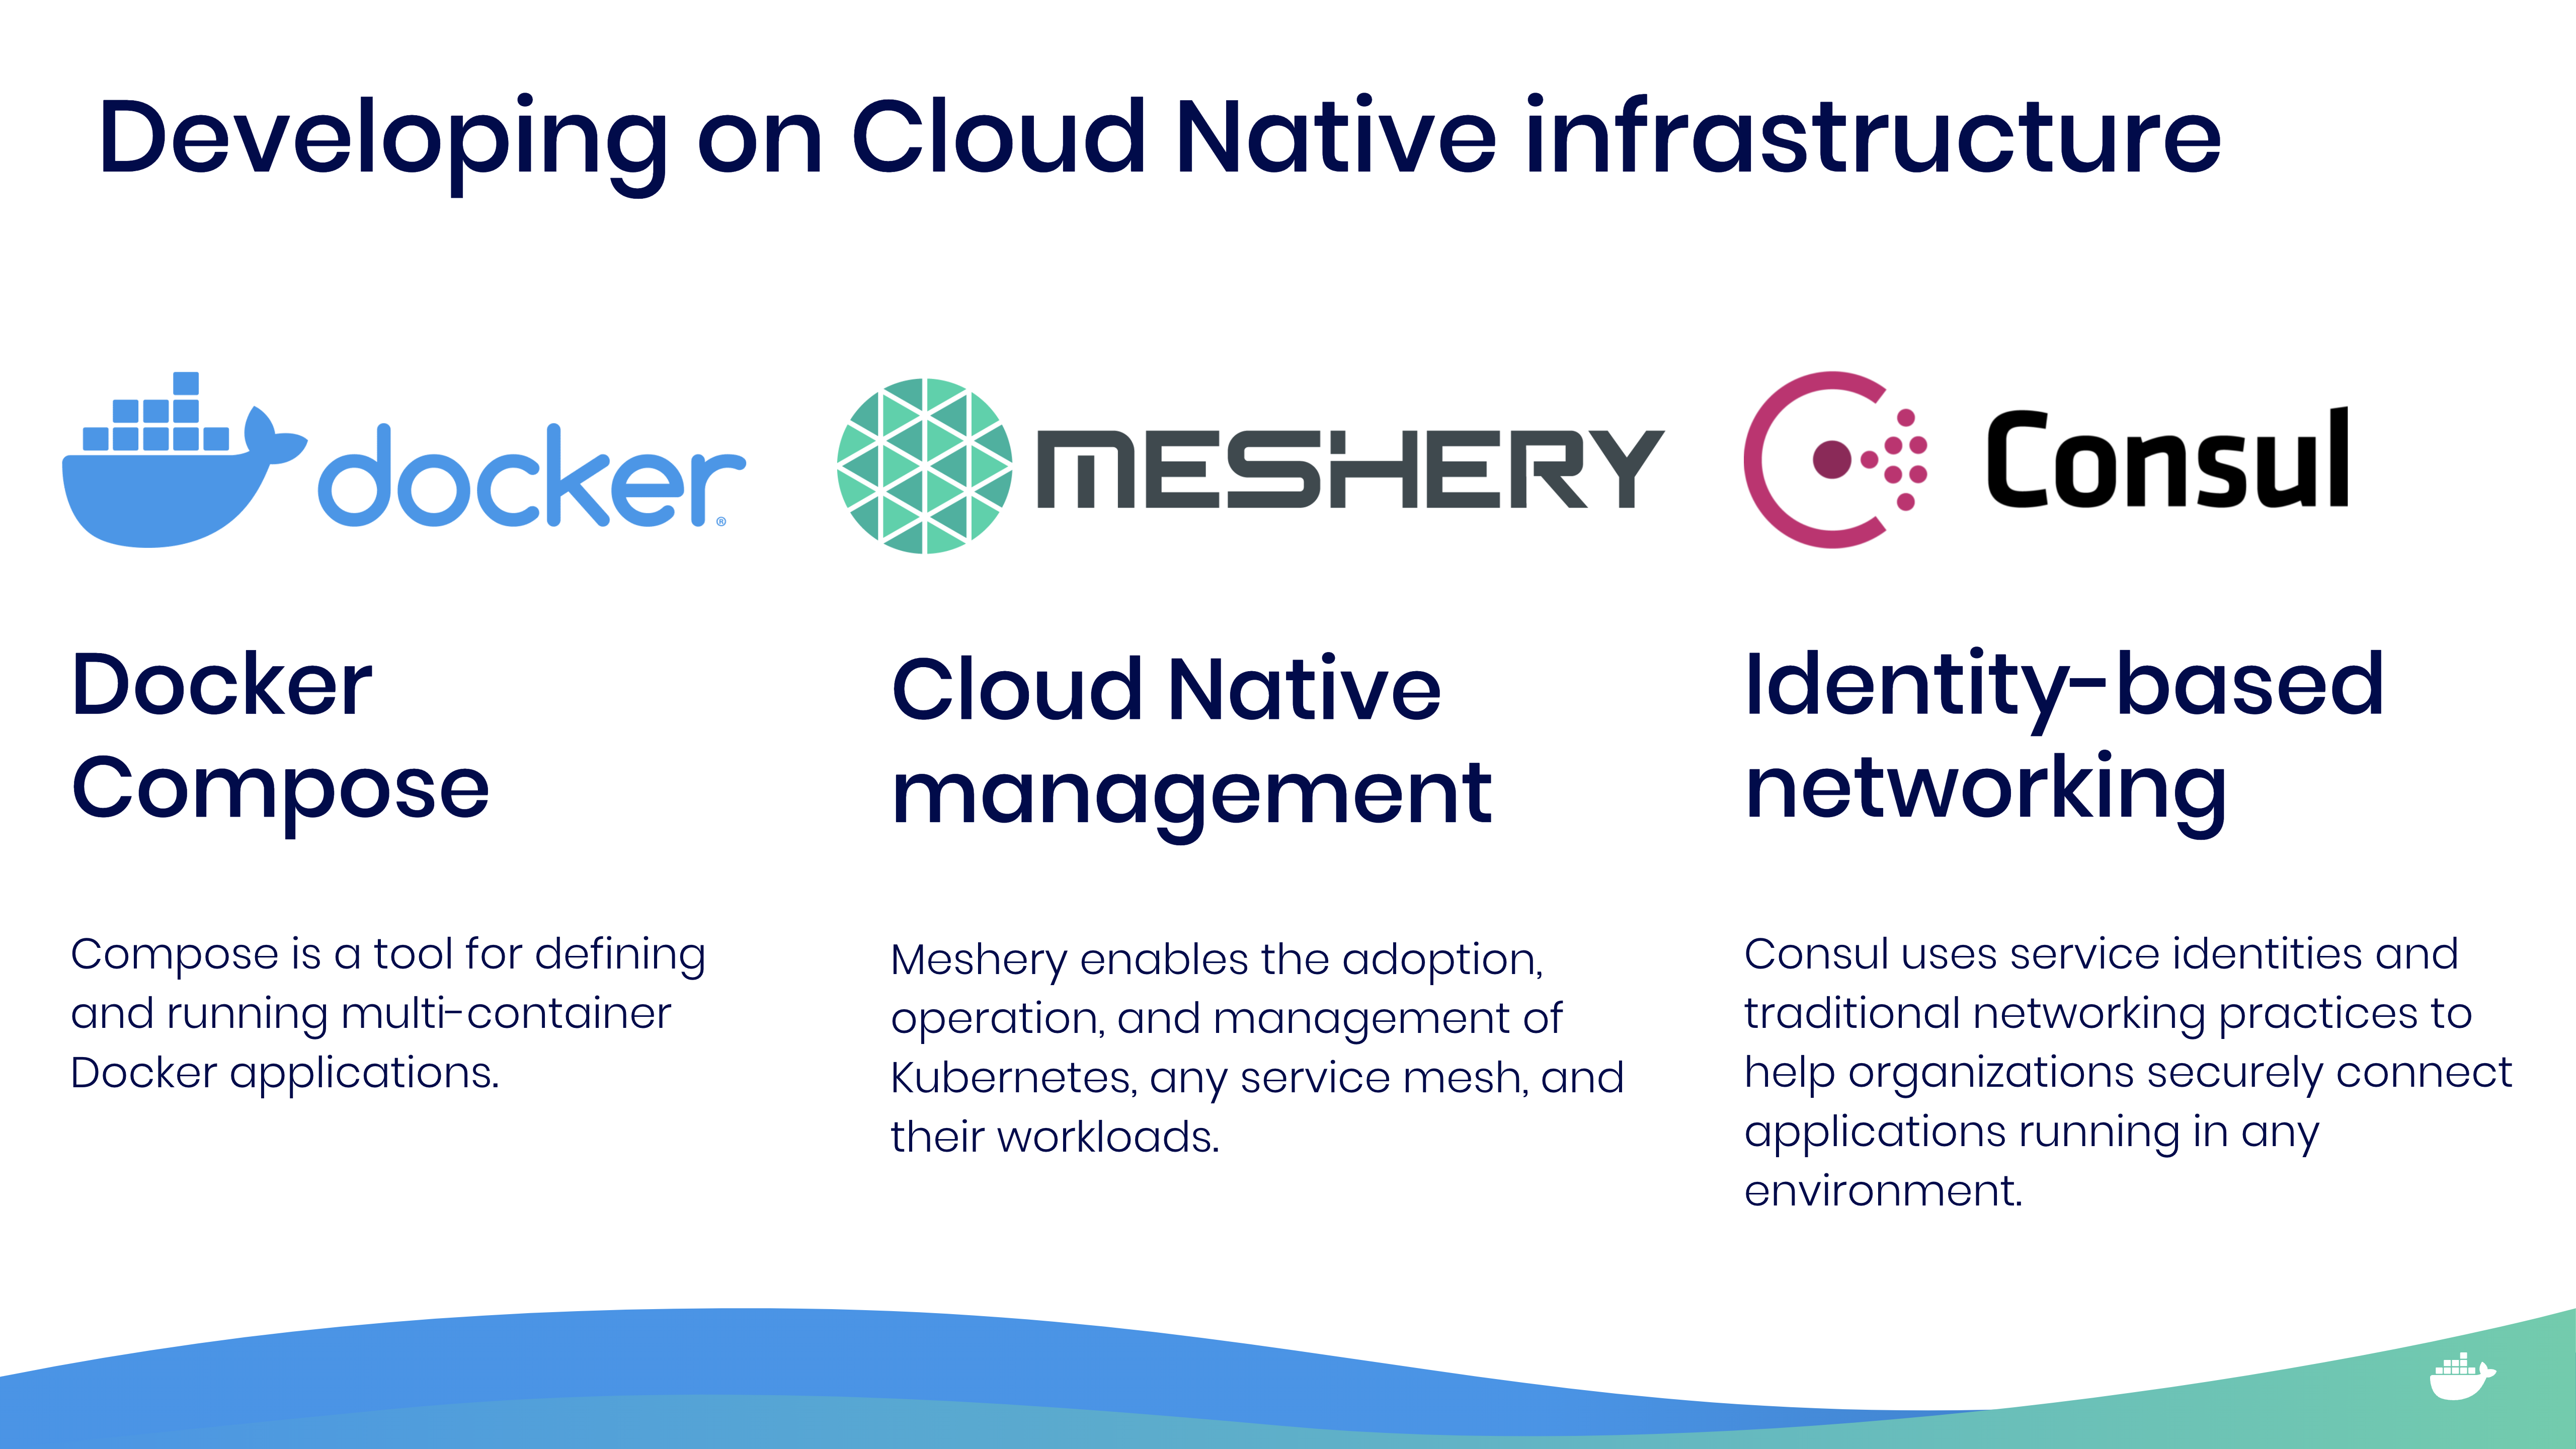 Developing on Cloud Native infrastructure
docker®
MESHERY
Consul
Docker
Compose
Compose is a tool for defining
and running multi-container
Docker applications.
Cloud Native
management
Meshery enables the adoption,
operation, and management of
Kubernetes, any service mesh, and
their workloads.
Identity-based
networking
Consul uses service identities and
traditional networking practices to
help organizations securely connect
applications running in any
environment.